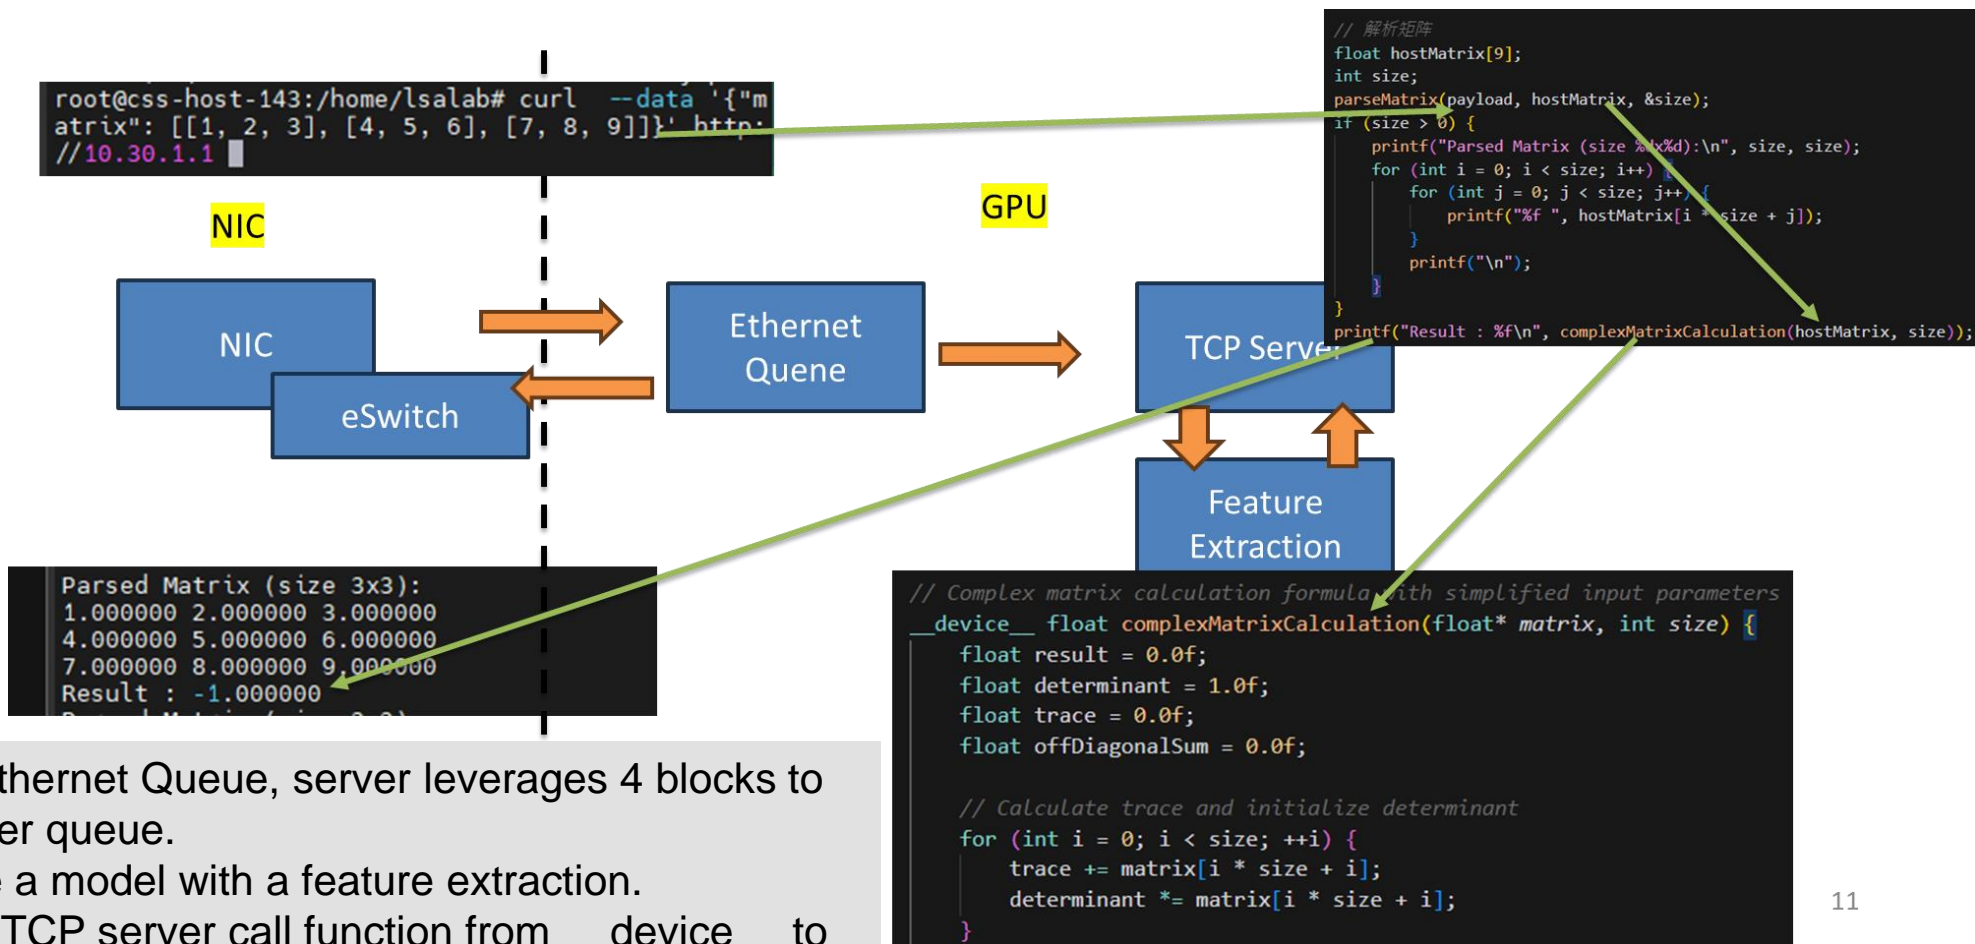 root@css-host-143:/home/lsalab# curl --data '{"m
atrix": [[1, 2, 3], [4, 5, 6], [7, 8, 9]]}' http:
//10.30.1.1
NIC
GPU
// 解析矩阵
float hostMatrix[9];
int size;
parseMatrix(payload, hostMatrix, &size);
if (size > 0) {
printf("Parsed Matrix (size %dx%d):\n", size, size);
for (int i = 0; i < size; i++) {
for (int j = 0; j < size; j++) {
printf("%f ", hostMatrix[i * size + j]);
}
printf("\n");
}
}
printf("Result : %f\n", complexMatrixCalculation(hostMatrix, size));
NIC
eSwitch
Ethernet
Quene
TCP Server
Feature
Extraction
Parsed Matrix (size 3x3):
1.000000 2.000000 3.000000
4.000000 5.000000 6.000000
7.000000 8.000000 9.000000
Result : -1.000000
// Complex matrix calculation formula with simplified input parameters
__device__ float complexMatrixCalculation(float* matrix, int size) {
float result = 0.0f;
float determinant = 1.0f;
float trace = 0.0f;
float offDiagonalSum = 0.0f;
// Calculate trace and initialize determinant
for (int i = 0; i < size; ++i) {
trace += matrix[i * size + i];
determinant *= matrix[i * size + i];
}
thernet Queue, server leverages 4 blocks to
er queue.
e a model with a feature extraction.
TCP server call function from __device__ to
11